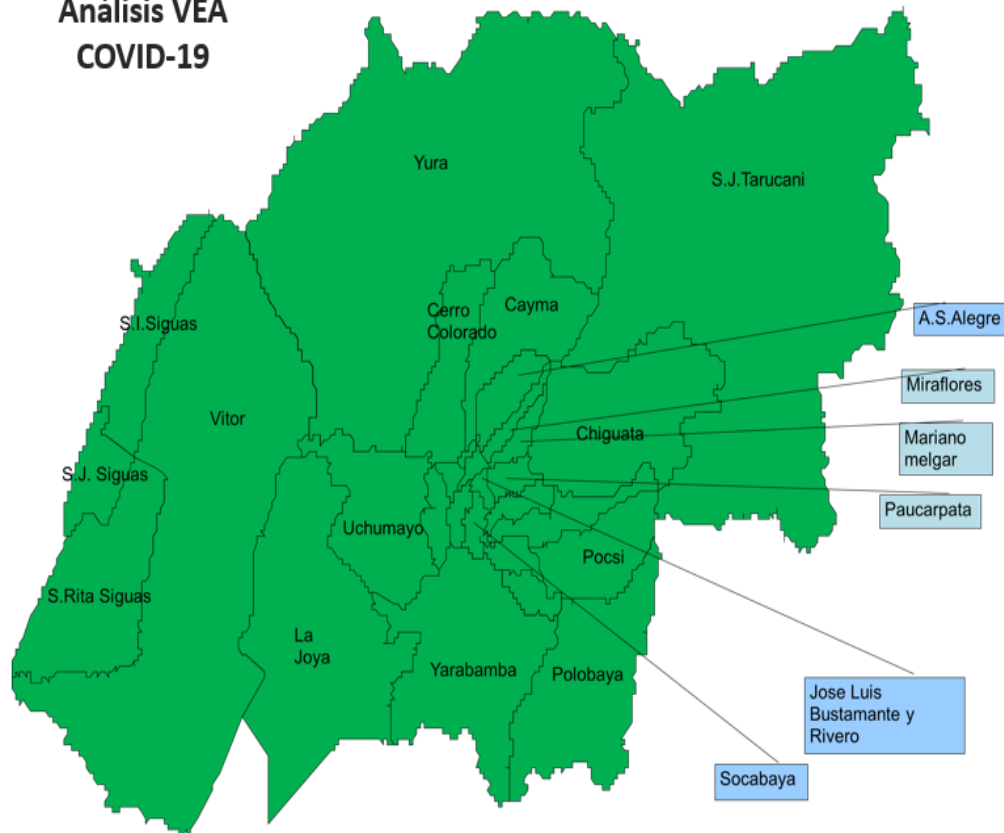 Análisis VEA
COVID-19
Yura
S.J.Tarucani
Cerro
Colorado
Cayma
A.S.Alegre
S.I.Siguas
Miraflores
Vitor
Chiguata
Mariano
melgar
S.J. Siguas
Paucarpata
Uchumayo
Pocsi
S.Rita Siguas
La
Joya
Yarabamba
Polobaya
Jose Luis
Bustamante y
Rivero
Socabaya